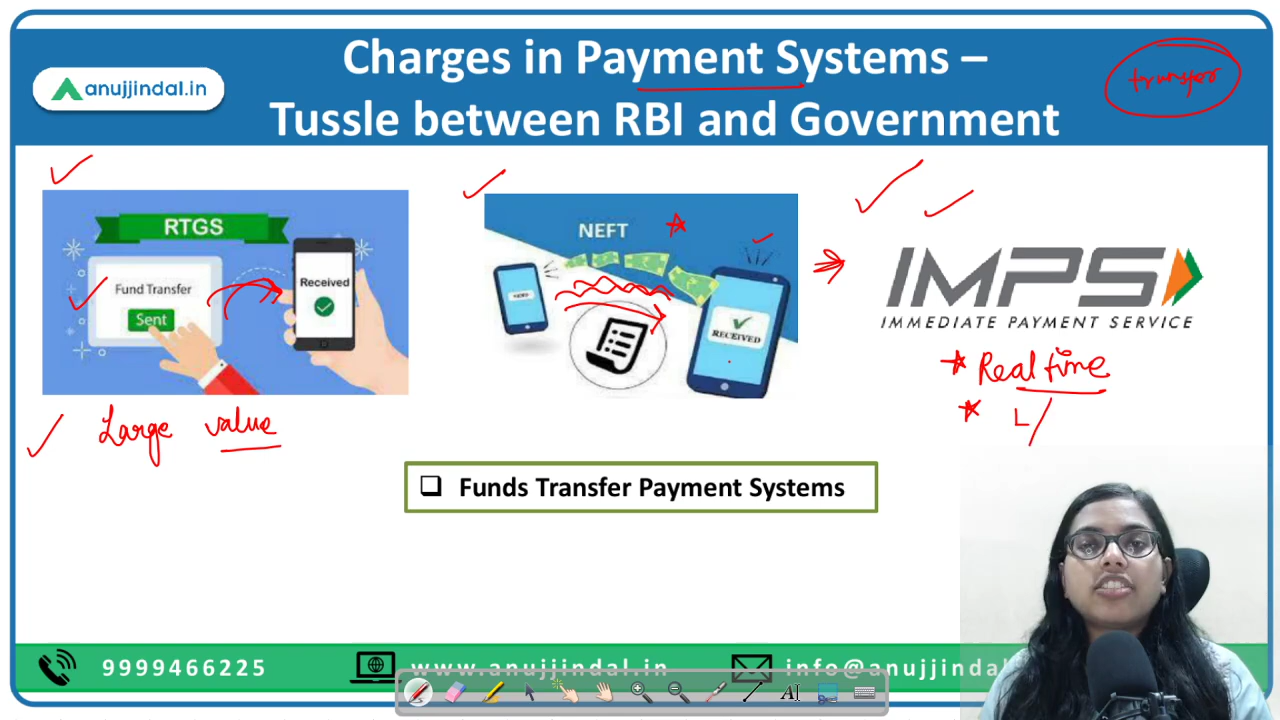 Charges in Payment Systems –
Tussle between RBI and Government
anujjindal.in
transfer
RTGS
Fund Transfer
Sent
Received
Large value
NEFT
RECEIVED
IMPS
IMMEDIATE PAYMENT SERVICE
Real time
Funds Transfer Payment Systems
9999466225
www.anujjindal.in
info@anujjindal